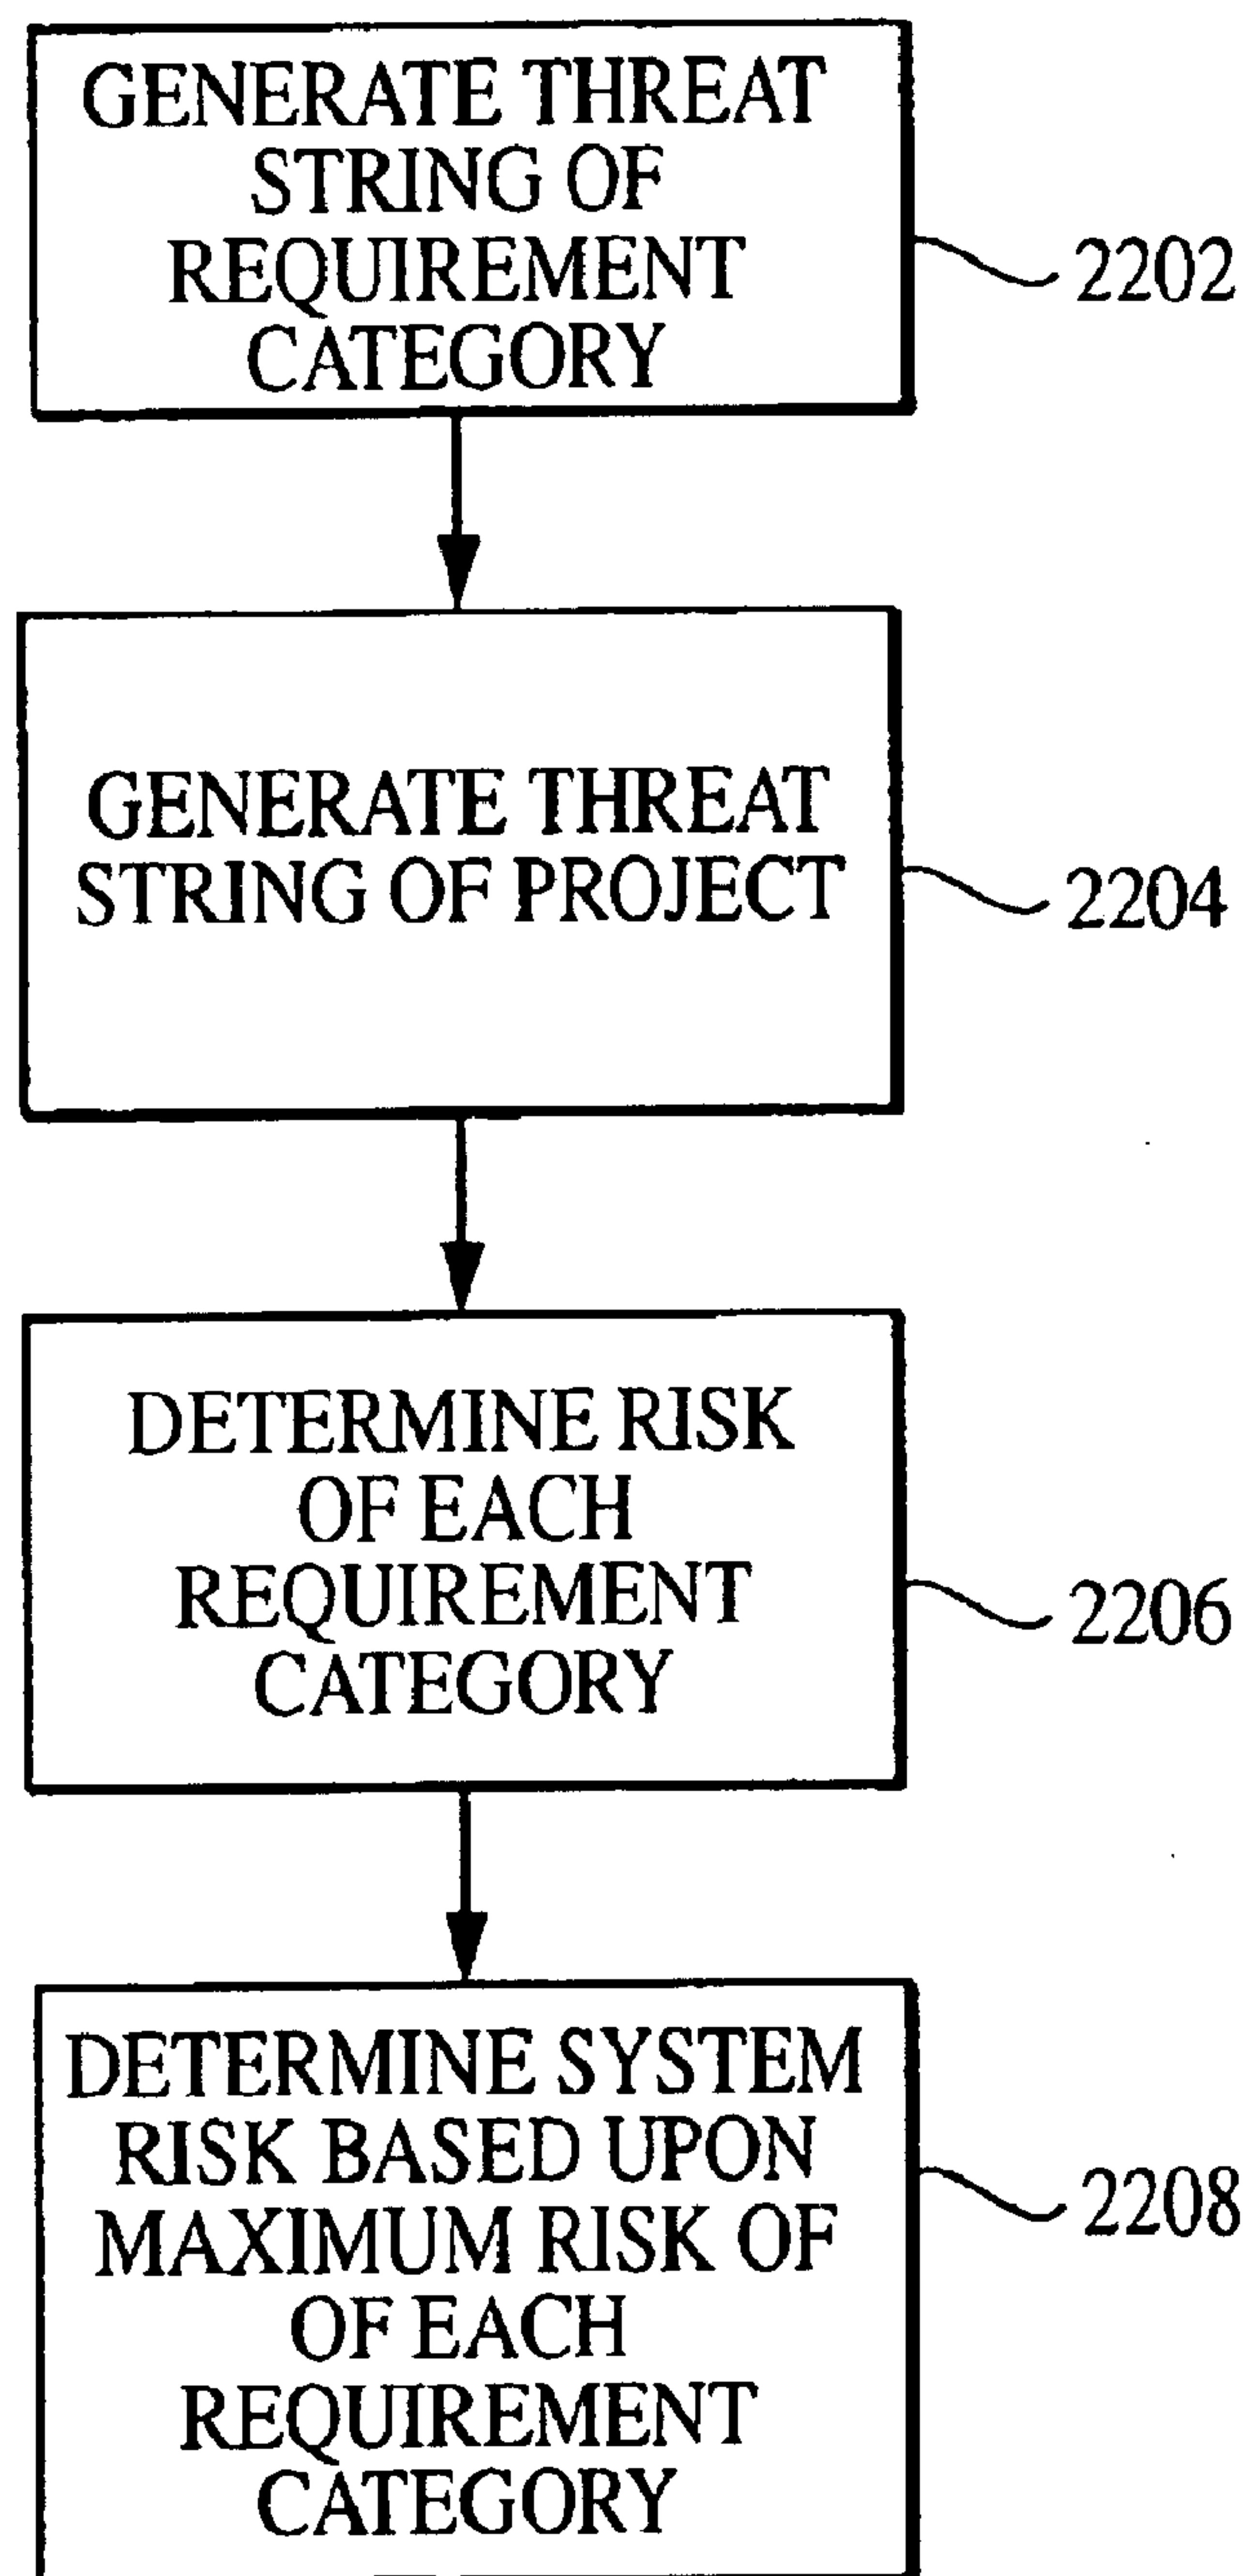 GENERATE THREAT
STRING OF
REQUIREMENT
CATEGORY
2202
GENERATE THREAT
STRING OF PROJECT
2204
DETERMINE RISK
OF EACH
REQUIREMENT
CATEGORY
2206
DETERMINE SYSTEM
RISK BASED UPON
MAXIMUM RISK OF
OF EACH
REQUIREMENT
CATEGORY
2208